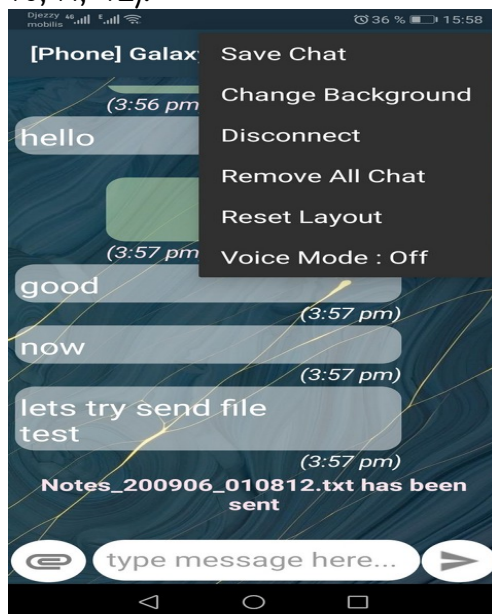 Djezzy 4G E 36 % 15:58
mobilis
[Phone] Galax
Save Chat
Change Background
(3:56 pm
Disconnect
hello
Remove All Chat
Reset Layout
Voice Mode : Off
(3:57 pm
good
(3:57 pm)
now
(3:57 pm)
lets try send file
test
(3:57 pm)
Notes_200906_010812.txt has been
sent
type message here...